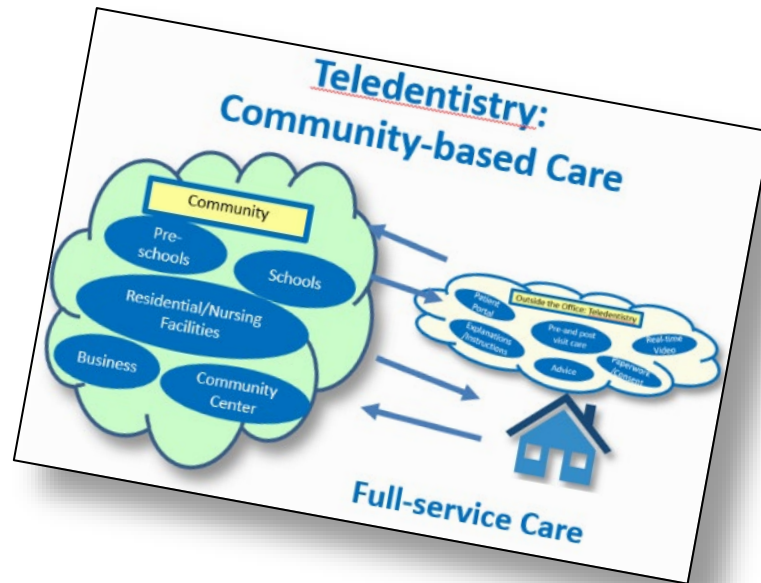 Teledentistry:
Community-based Care
Community
Pre-
schools
Schools
Residential/Nursing
Facilities
Business
Community
Center
Outside the Office: Teledentistry
Patient
Portal
Pre-and post
visit care
Real-time
Video
Explanations
/Instructions
Advice
Paperwork
/Consent
Full-service Care